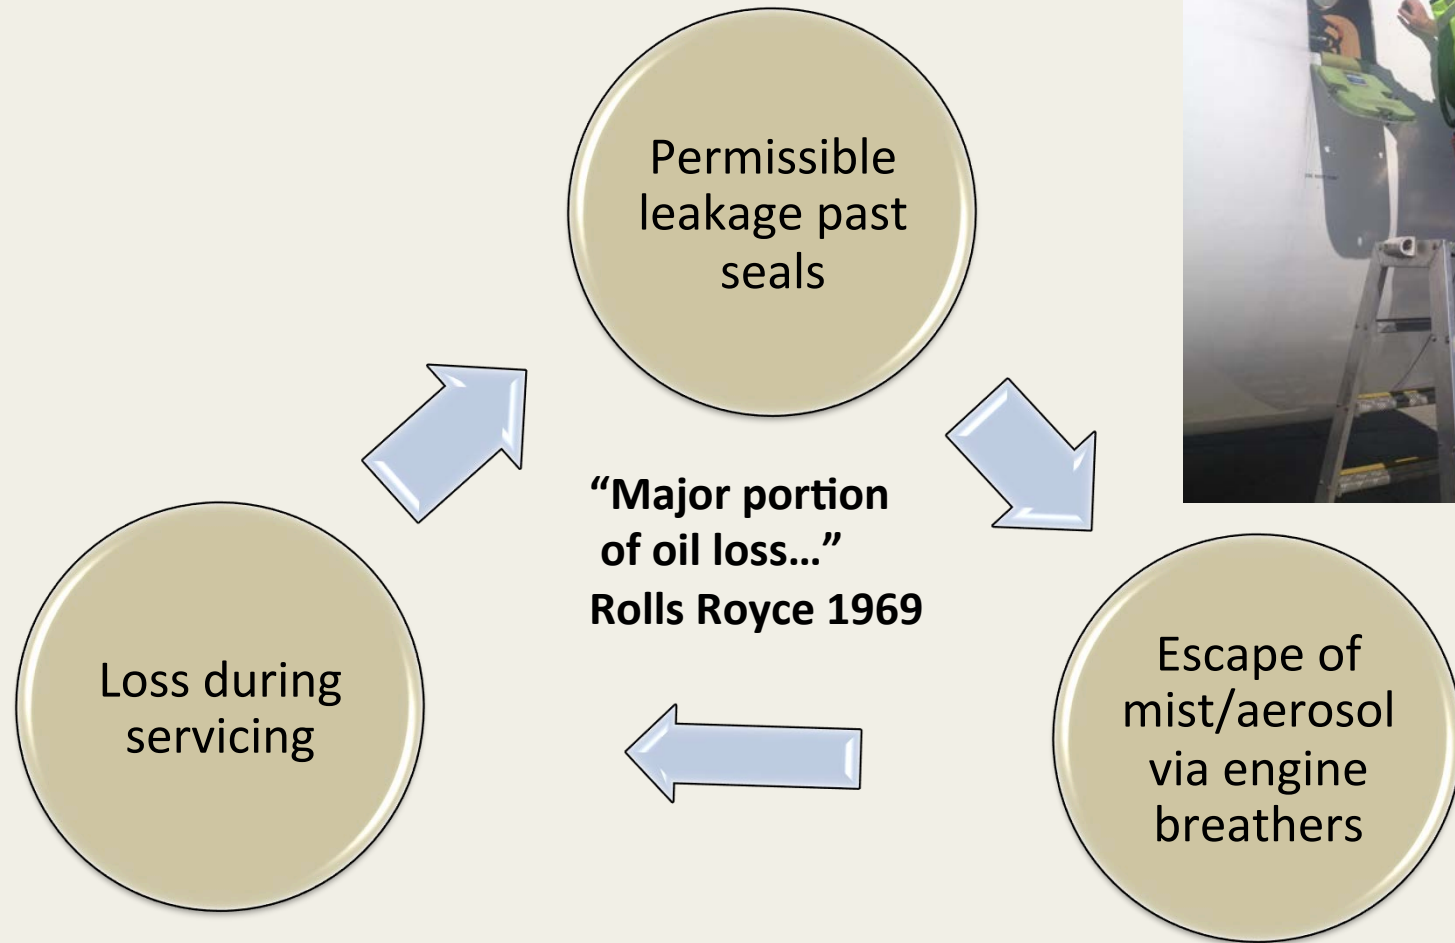 Permissible
leakage past
seals
“Major portion
of oil loss…”
Rolls Royce 1969
Loss during
servicing
Escape of
mist/aerosol
via engine
breathers